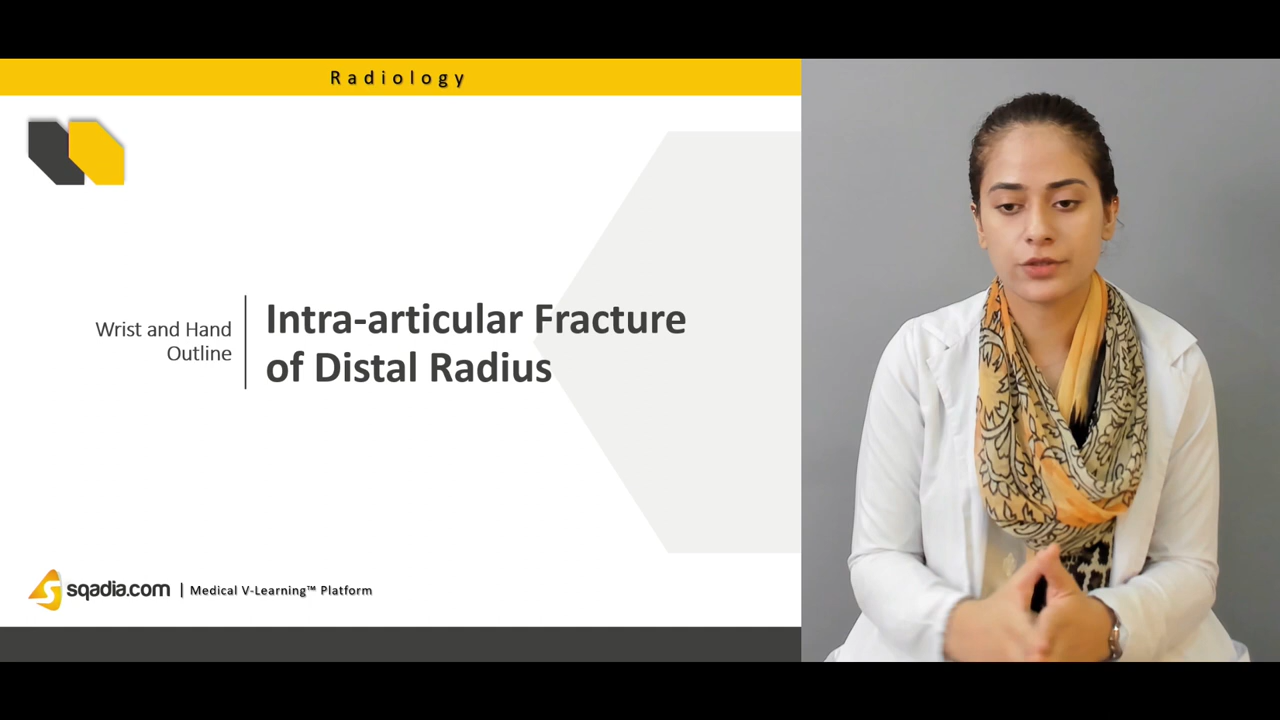 Radiology
Wrist and Hand
Outline
Intra-articular Fracture
of Distal Radius
sqadia.com | Medical V-Learning™ Platform